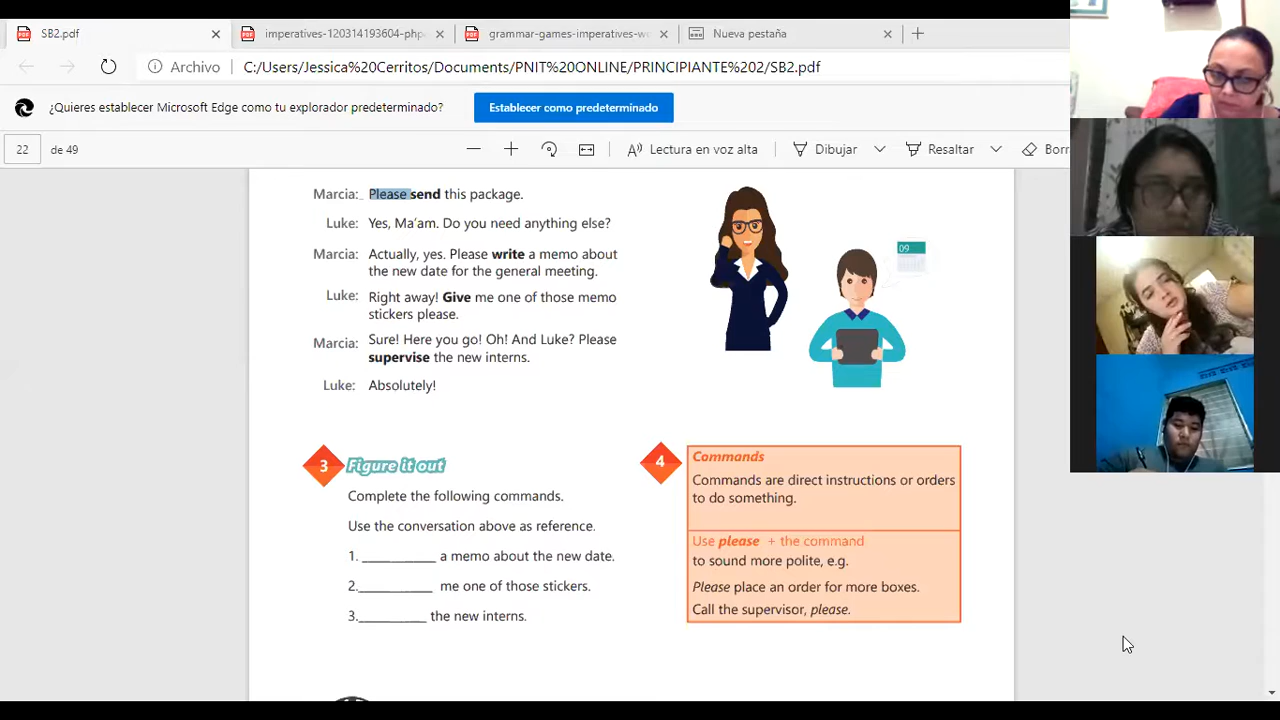 SB2.pdf
imperatives-120314193604-php
grammar-games-imperatives-w
Nueva pestaña
Archivo C:/Users/Jessica%20Cerritos/Documents/PNIT%20ONLINE/PRINCIPIANTE%202/SB2.pdf
¿Quieres establecer Microsoft Edge como tu explorador predeterminado?
Establecer como predeterminado
22 de 49
Lectura en voz alta
Dibujar
Resaltar
Bor
Marcia: Please send this package.
Luke: Yes, Ma'am. Do you need anything else?
Marcia: Actually, yes. Please write a memo about
the new date for the general meeting.
Luke: Right away! Give me one of those memo
stickers please.
Marcia: Sure! Here you go! Oh! And Luke? Please
supervise the new interns.
Luke: Absolutely!
09
3 Figure it out
Complete the following commands.
Use the conversation above as reference.
1. __________ a memo about the new date.
2.__________ me one of those stickers.
3.__________ the new interns.
4 Commands
Commands are direct instructions or orders
to do something.
Use please + the command
to sound more polite, e.g.
Please place an order for more boxes.
Call the supervisor, please.